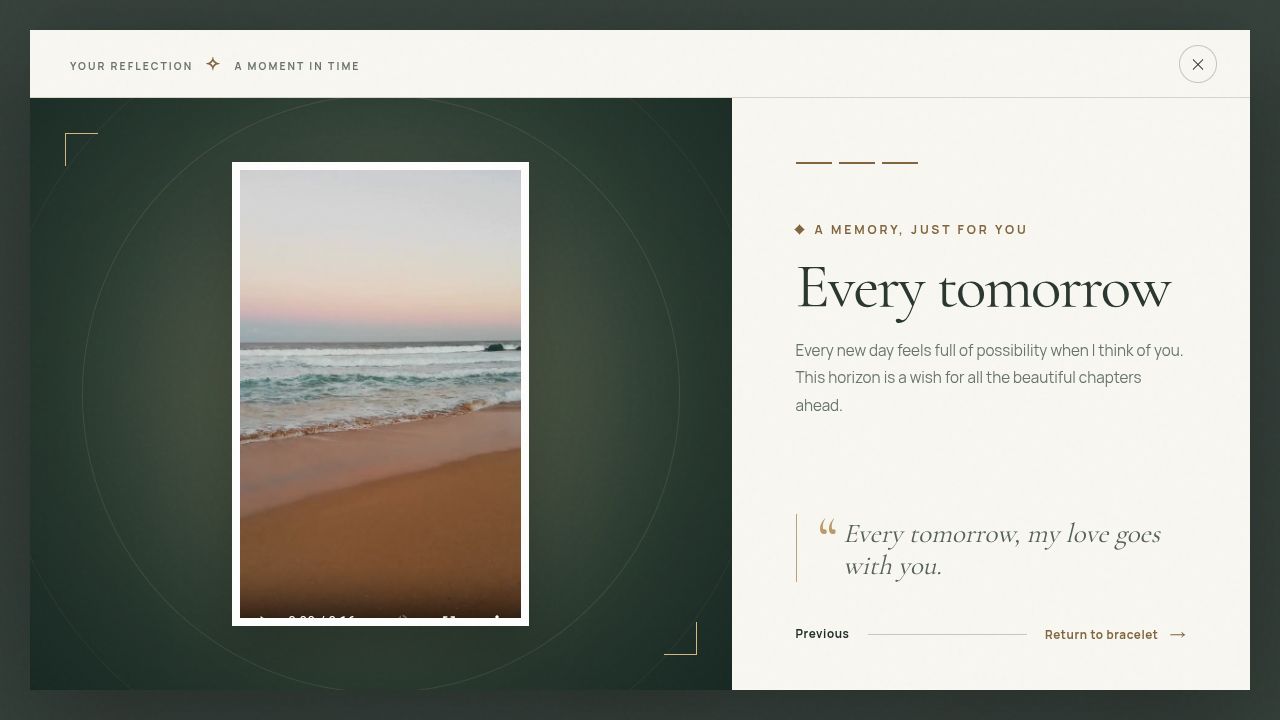 YOUR REFLECTION ✧ A MOMENT IN TIME
A MEMORY, JUST FOR YOU
Every tomorrow
Every new day feels full of possibility when I think of you.
This horizon is a wish for all the beautiful chapters
ahead.
“ Every tomorrow, my love goes
with you.
Previous
Return to bracelet →